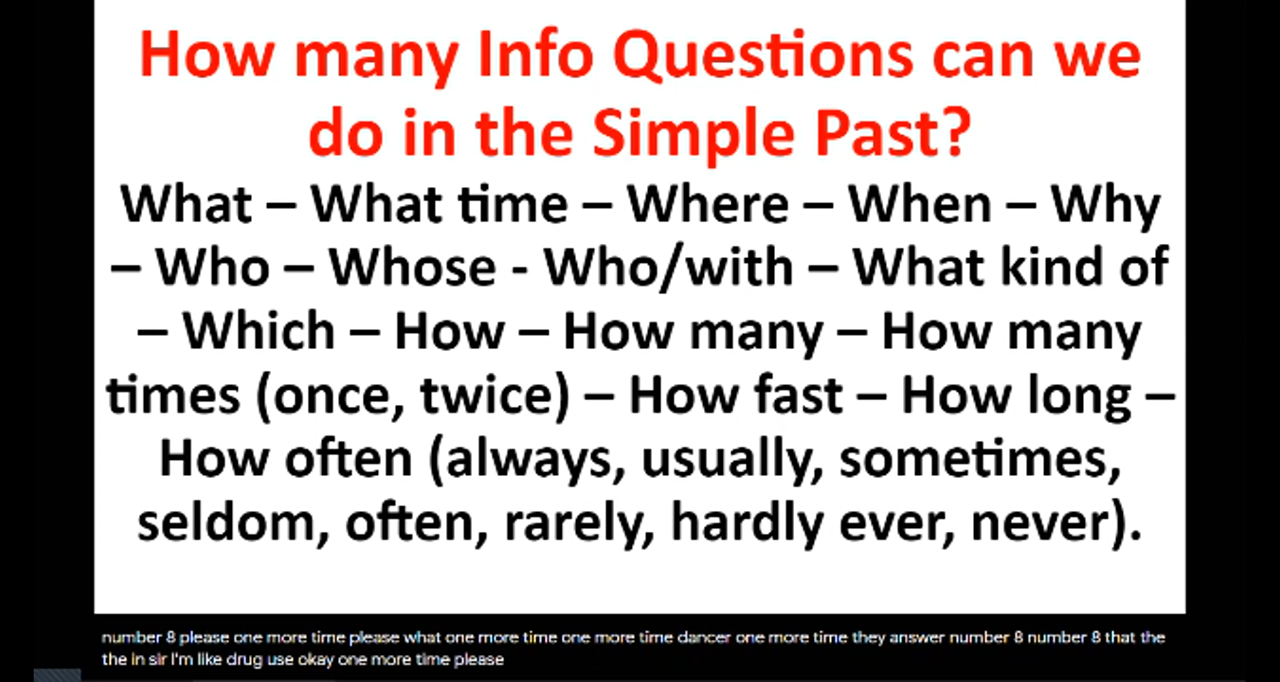 How many Info Questions can we
do in the Simple Past?
What – What time – Where – When – Why
– Who – Whose - Who/with – What kind of
– Which – How – How many – How many
times (once, twice) – How fast – How long –
How often (always, usually, sometimes,
seldom, often, rarely, hardly ever, never).
number 8 please one more time please what one more time one more time dancer one more time they answer number 8 number 8 that the
the in sir I'm like drug use okay one more time please